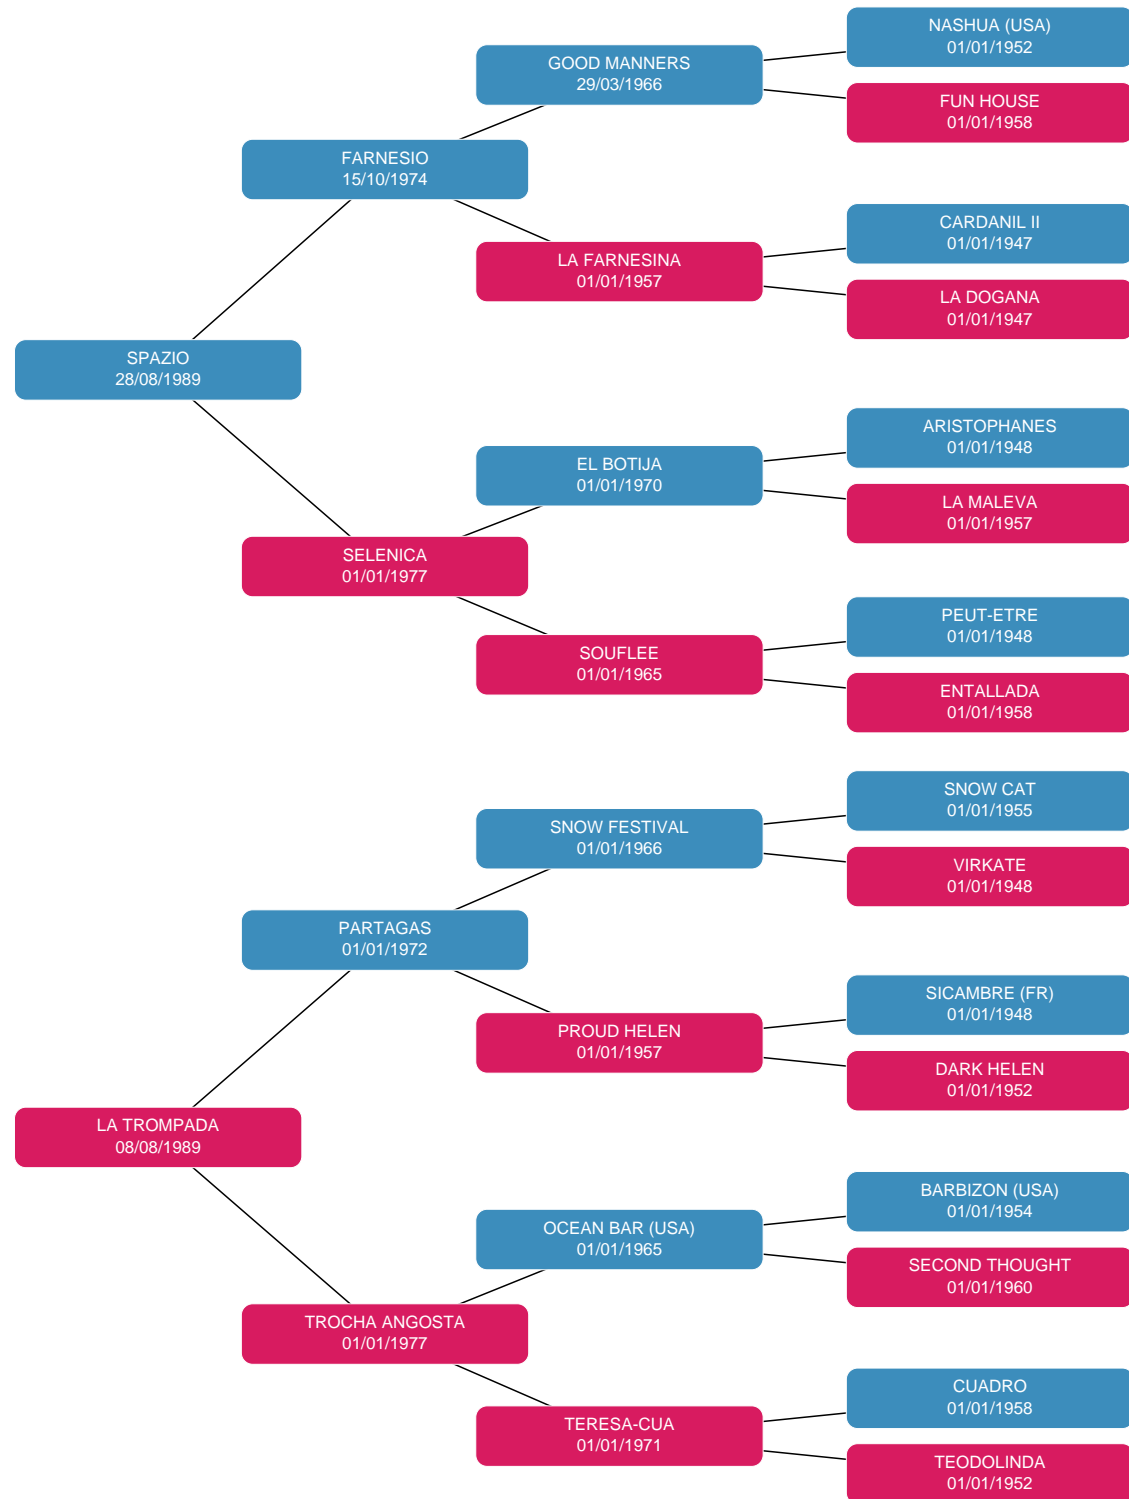 NASHUA (USA)
01/01/1952
GOOD MANNERS
29/03/1966
FUN HOUSE
01/01/1958
FARNESIO
15/10/1974
CARDANIL II
01/01/1947
LA FARNESINA
01/01/1957
LA DOGANA
01/01/1947
SPAZIO
28/08/1989
ARISTOPHANES
01/01/1948
EL BOTIJA
01/01/1970
LA MALEVA
01/01/1957
SELENICA
01/01/1977
PEUT-ETRE
01/01/1948
SOUFLEE
01/01/1965
ENTALLADA
01/01/1958
SNOW CAT
01/01/1955
SNOW FESTIVAL
01/01/1966
VIRKATE
01/01/1948
PARTAGAS
01/01/1972
SICAMBRE (FR)
01/01/1948
PROUD HELEN
01/01/1957
DARK HELEN
01/01/1952
LA TROMPADA
08/08/1989
BARBIZON (USA)
01/01/1954
OCEAN BAR (USA)
01/01/1965
SECOND THOUGHT
01/01/1960
TROCHA ANGOSTA
01/01/1977
CUADRO
01/01/1958
TERESA-CUA
01/01/1971
TEODOLINDA
01/01/1952